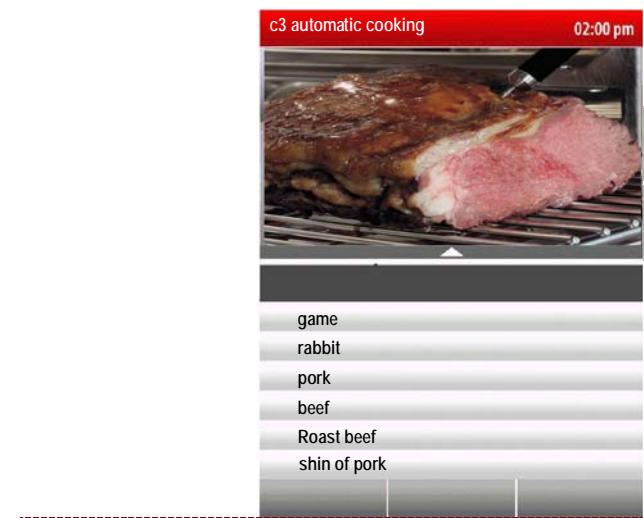 c3 automatic cooking 02:00 pm
game
rabbit
pork
beef
Roast beef
shin of pork